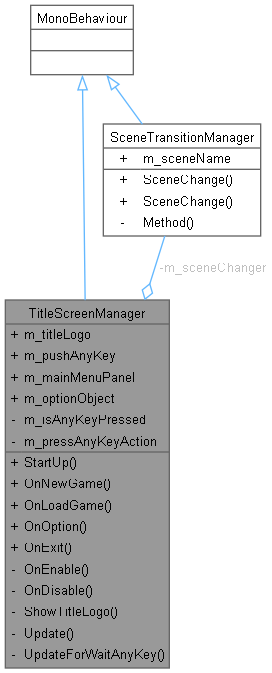 MonoBehaviour
SceneTransitionManager
+ m_sceneName
+ SceneChange()
+ SceneChange()
- Method()
-m_sceneChanger
TitleScreenManager
+ m_titleLogo
+ m_pushAnyKey
+ m_mainMenuPanel
+ m_optionObject
- m_isAnyKeyPressed
- m_pressAnyKeyAction
+ StartUp()
+ OnNewGame()
+ OnLoadGame()
+ OnOption()
+ OnExit()
- OnEnable()
- OnDisable()
- ShowTitleLogo()
- Update()
- UpdateForWaitAnyKey()